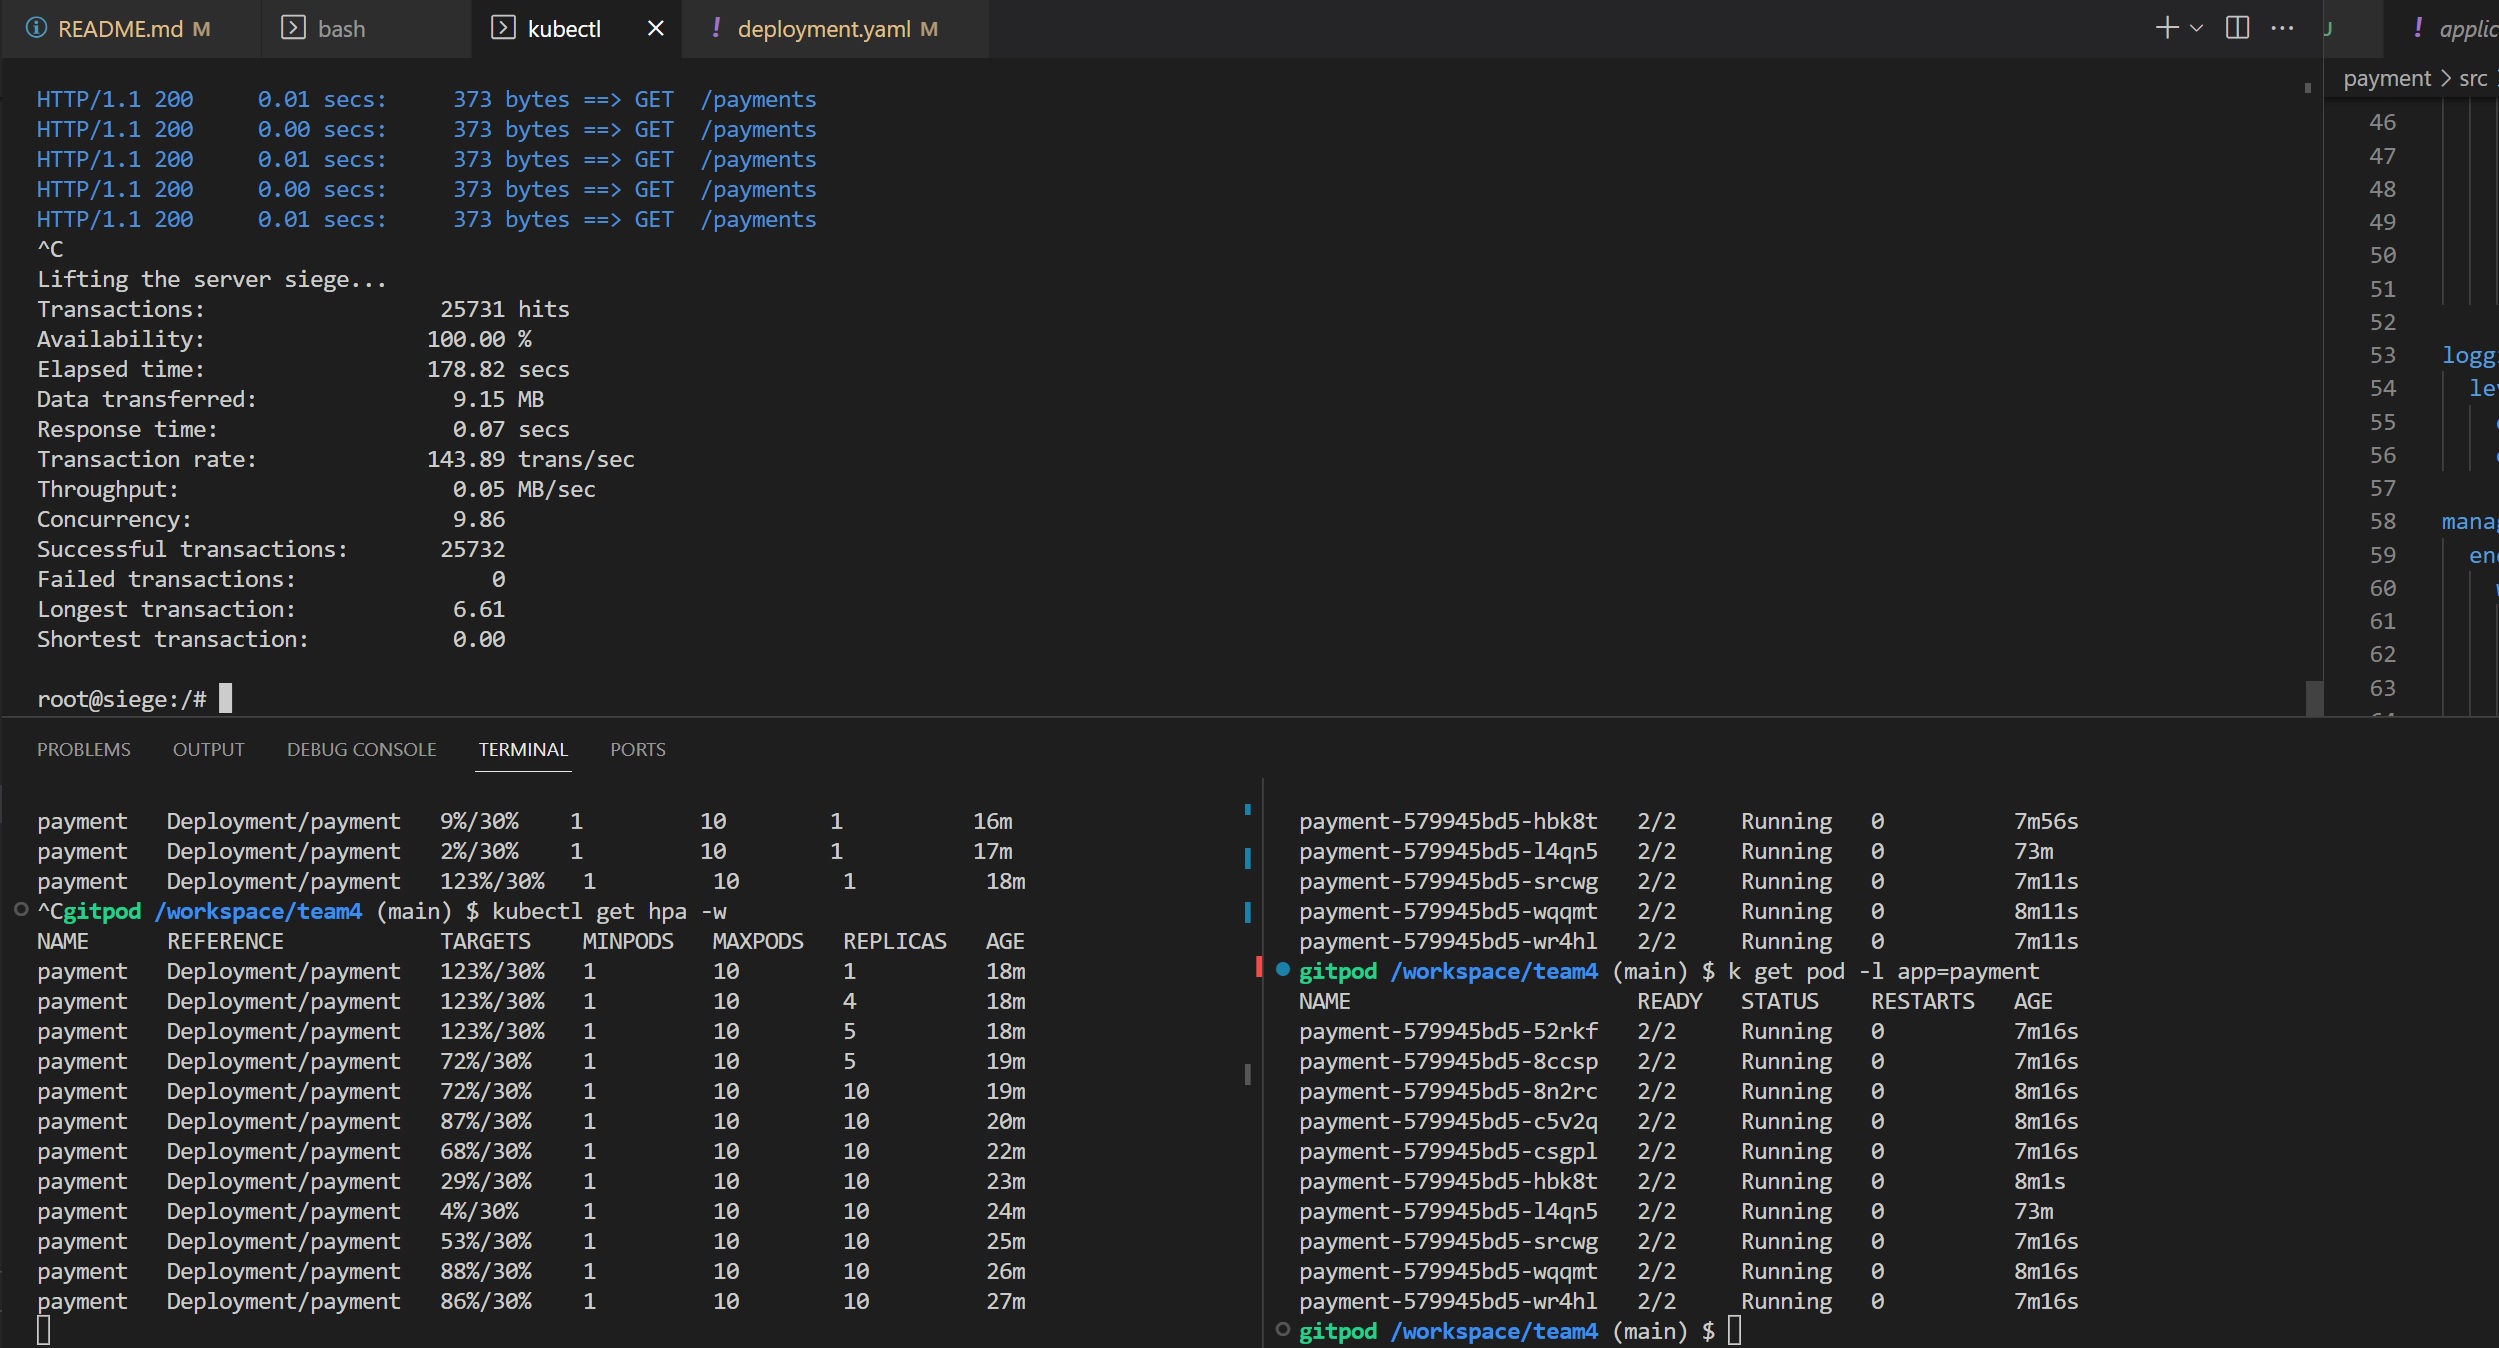 README.md M bash kubectl deployment.yaml M
applic
payment > src
HTTP/1.1 200 0.01 secs: 373 bytes ==> GET /payments
HTTP/1.1 200 0.00 secs: 373 bytes ==> GET /payments
HTTP/1.1 200 0.01 secs: 373 bytes ==> GET /payments
HTTP/1.1 200 0.00 secs: 373 bytes ==> GET /payments
HTTP/1.1 200 0.01 secs: 373 bytes ==> GET /payments
^C
Lifting the server siege...
Transactions: 25731 hits
Availability: 100.00 %
Elapsed time: 178.82 secs
Data transferred: 9.15 MB
Response time: 0.07 secs
Transaction rate: 143.89 trans/sec
Throughput: 0.05 MB/sec
Concurrency: 9.86
Successful transactions: 25732
Failed transactions: 0
Longest transaction: 6.61
Shortest transaction: 0.00
root@siege:/#
46
47
48
49
50
51
52
53 logg
54 lev
55
56
57
58 manag
59 end
60
61
62
63
PROBLEMS OUTPUT DEBUG CONSOLE TERMINAL PORTS
payment Deployment/payment 9%/30% 1 10 1 16m
payment Deployment/payment 2%/30% 1 10 1 17m
payment Deployment/payment 123%/30% 1 10 1 18m
^Cgitpod /workspace/team4 (main) $ kubectl get hpa -w
NAME REFERENCE TARGETS MINPODS MAXPODS REPLICAS AGE
payment Deployment/payment 123%/30% 1 10 1 18m
payment Deployment/payment 123%/30% 1 10 4 18m
payment Deployment/payment 123%/30% 1 10 5 18m
payment Deployment/payment 72%/30% 1 10 5 19m
payment Deployment/payment 72%/30% 1 10 10 19m
payment Deployment/payment 87%/30% 1 10 10 20m
payment Deployment/payment 68%/30% 1 10 10 22m
payment Deployment/payment 29%/30% 1 10 10 23m
payment Deployment/payment 4%/30% 1 10 10 24m
payment Deployment/payment 53%/30% 1 10 10 25m
payment Deployment/payment 88%/30% 1 10 10 26m
payment Deployment/payment 86%/30% 1 10 10 27m
payment-579945bd5-hbk8t 2/2 Running 0 7m56s
payment-579945bd5-l4qn5 2/2 Running 0 73m
payment-579945bd5-srcwg 2/2 Running 0 7m11s
payment-579945bd5-wqqmt 2/2 Running 0 8m11s
payment-579945bd5-wr4hl 2/2 Running 0 7m11s
gitpod /workspace/team4 (main) $ k get pod -l app=payment
NAME READY STATUS RESTARTS AGE
payment-579945bd5-52rkf 2/2 Running 0 7m16s
payment-579945bd5-8ccsp 2/2 Running 0 7m16s
payment-579945bd5-8n2rc 2/2 Running 0 8m16s
payment-579945bd5-c5v2q 2/2 Running 0 8m16s
payment-579945bd5-csgpl 2/2 Running 0 7m16s
payment-579945bd5-hbk8t 2/2 Running 0 8m1s
payment-579945bd5-l4qn5 2/2 Running 0 73m
payment-579945bd5-srcwg 2/2 Running 0 7m16s
payment-579945bd5-wqqmt 2/2 Running 0 8m16s
payment-579945bd5-wr4hl 2/2 Running 0 7m16s
gitpod /workspace/team4 (main) $